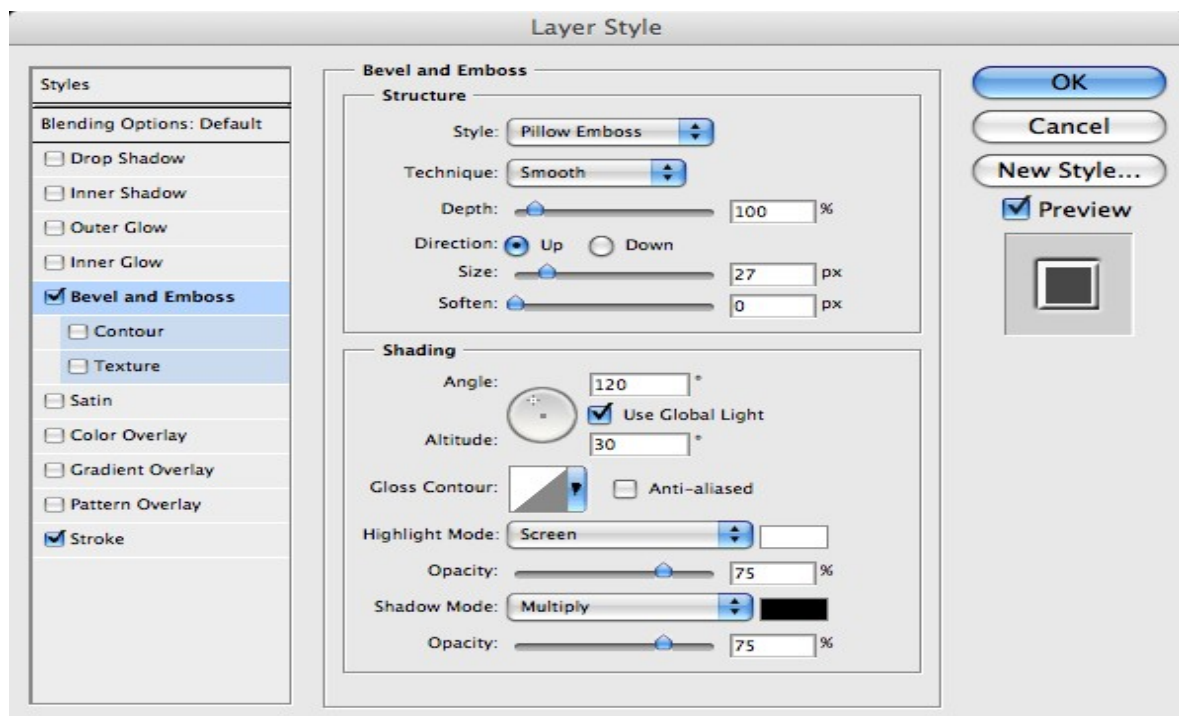 Layer Style
Styles
Blending Options: Default
Drop Shadow
Inner Shadow
Outer Glow
Inner Glow
Bevel and Emboss
Contour
Texture
Satin
Color Overlay
Gradient Overlay
Pattern Overlay
Stroke
Bevel and Emboss
Structure
Style: Pillow Emboss
Technique: Smooth
Depth: 100 %
Direction: Up Down
Size: 27 px
Soften: 0 px
Shading
Angle: 120 °
Use Global Light
Altitude: 30 °
Gloss Contour: Anti-aliased
Highlight Mode: Screen
Opacity: 75 %
Shadow Mode: Multiply
Opacity: 75 %
OK
Cancel
New Style...
Preview